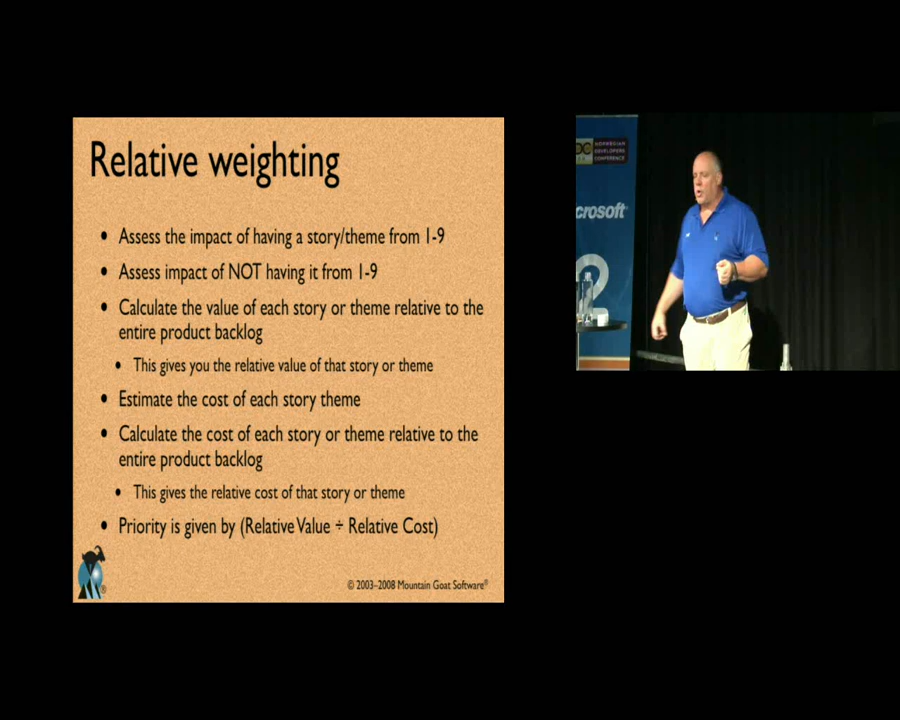 Relative weighting
• Assess the impact of having a story/theme from 1-9
• Assess impact of NOT having it from 1-9
• Calculate the value of each story or theme relative to the
entire product backlog
• This gives you the relative value of that story or theme
• Estimate the cost of each story theme
• Calculate the cost of each story or theme relative to the
entire product backlog
• This gives the relative cost of that story or theme
• Priority is given by (Relative Value ÷ Relative Cost)
® © 2003–2008 Mountain Goat Software®
DC
NORWEGIAN
DEVELOPERS
CONFERENCE
crosoft